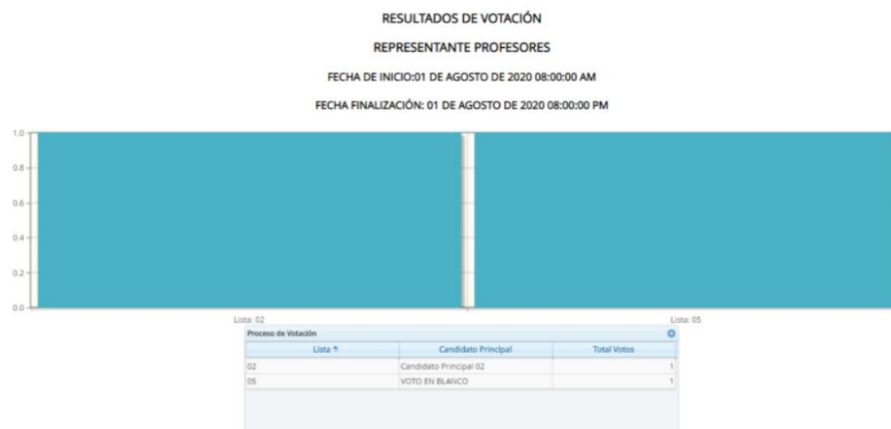 RESULTADOS DE VOTACIÓN
REPRESENTANTE PROFESORES
FECHA DE INICIO:01 DE AGOSTO DE 2020 08:00:00 AM
FECHA FINALIZACIÓN: 01 DE AGOSTO DE 2020 08:00:00 PM
1.0
0.8
0.6
0.4
0.2
0.0
Lista: 02 Lista: 05
Proceso de Votación
Lista Candidato Principal Total Votos
02 Candidato Principal 02 1
05 VOTO EN BLANCO 1